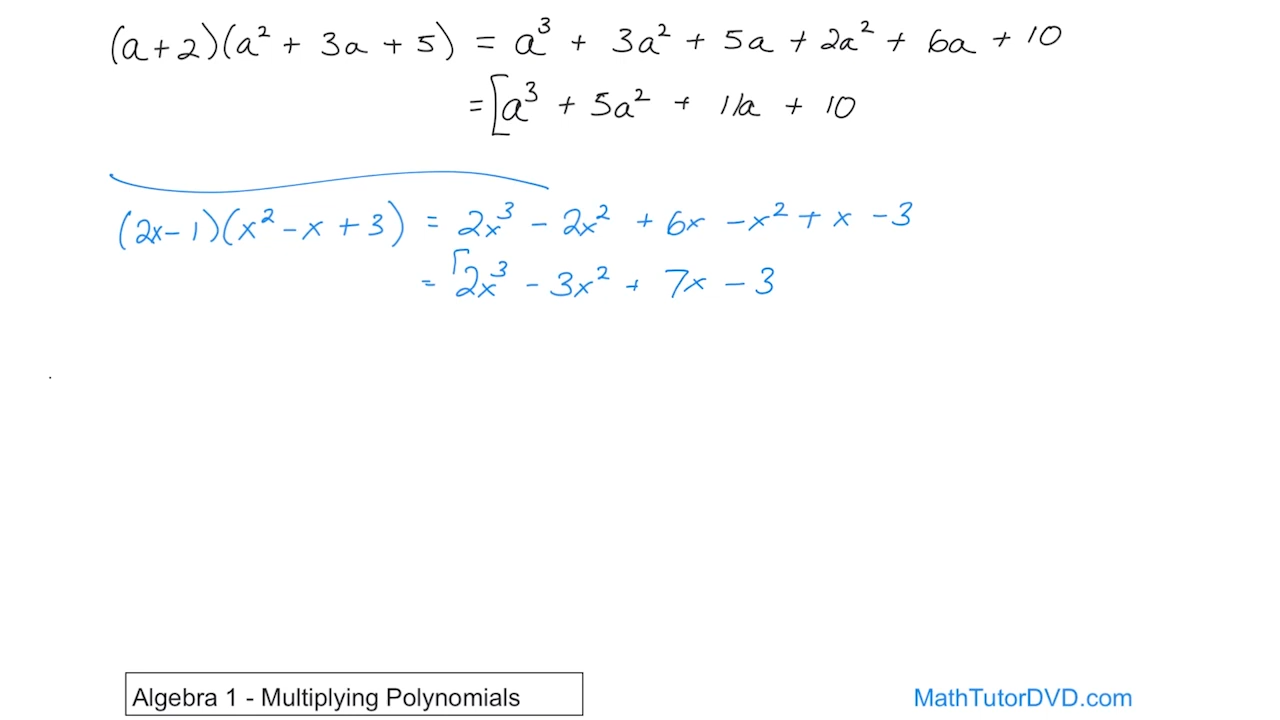 (a+2)(a² + 3a + 5) = a³ + 3a² + 5a + 2a² + 6a + 10
= [a³ + 5a² + 11a + 10
(2x-1)(x² - x + 3) = 2x³ - 2x² + 6x - x² + x - 3
= 2x³ - 3x² + 7x - 3
Algebra 1 - Multiplying Polynomials
MathTutorDVD.com